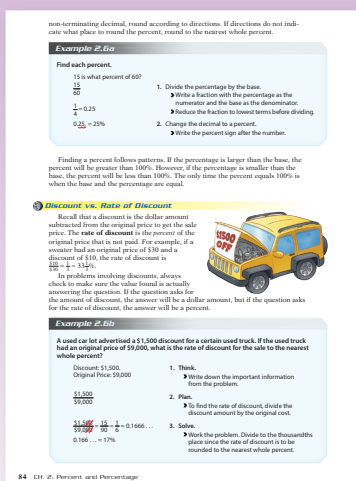 non-terminating decimal, round according to directions. If directions do not indi-
cate what place to round the percent, round to the nearest whole percent.
Example 2.6a
Find each percent.
15 is what percent of 60?
15
60
1
4
=0.25
0.25 = 25%
1. Divide the percentage by the base.
Write a fraction with the percentage as the
numerator and the base as the denominator.
Reduce the fraction to lowest terms before dividing.
2. Change the decimal to a percent.
Write the percent sign after the number.
Finding a percent follows patterns. If the percentage is larger than the base, the
percent will be greater than 100%. However, if the percentage is smaller than the
base, the percent will be less than 100%. The only time the percent equals 100% is
when the base and the percentage are equal.
Discount vs. Rate of Discount
Recall that a discount is the dollar amount
subtracted from the original price to get the sale
price. The rate of discount is the percent of the
original price that is not paid. For example, if a
sweater had an original price of $30 and a
discount of $10, the rate of discount is
$10/$30 = 1/3 = 33 1/3%.
In problems involving discounts, always
check to make sure the value found is actually
answering the question. If the question asks for
the amount of discount, the answer will be a dollar amount, but if the question asks
for the rate of discount, the answer will be a percent.
$1500
OFF
Example 2.6b
A used car lot advertised a $1,500 discount for a certain used truck. If the used truck
had an original price of $9,000, what is the rate of discount for the sale to the nearest
whole percent?
Discount: $1,500.
Original Price: $9,000
$1,500
$9,000
$1,500/$9,000 = 15/90 = 1/6 = 0.1666 . . .
0.166 . . . ≈ 17%
1. Think.
Write down the important information
from the problem.
2. Plan.
To find the rate of discount, divide the
discount amount by the original cost.
3. Solve.
Work the problem. Divide to the thousandths
place since the rate of discount is to be
rounded to the nearest whole percent.
84 CH. 2: Percent and Percentage